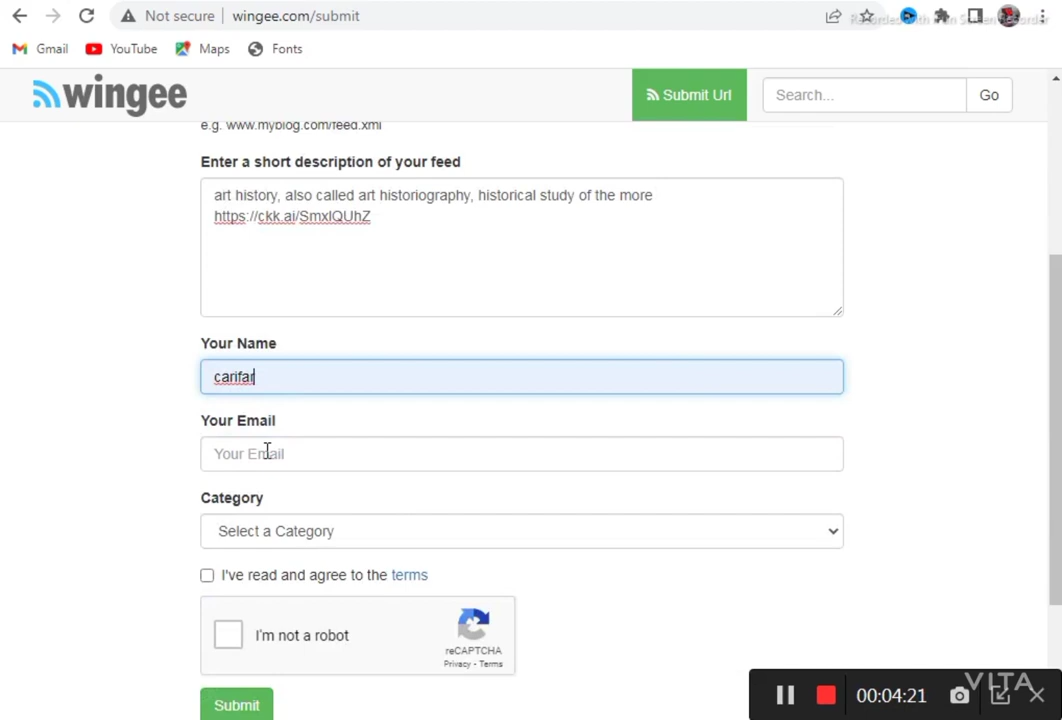 Not secure wingee.com/submit
Gmail YouTube Maps Fonts
wingee Submit Url Search... Go
e.g. www.myblog.com/feed.xml
Enter a short description of your feed
art history, also called art historiography, historical study of the more
https://ckk.ai/SmxIQUhZ
Your Name
carifar
Your Email
Your Email
Category
Select a Category
I've read and agree to the terms
I'm not a robot
reCAPTCHA
Privacy - Terms
Submit
00:04:21
VITA